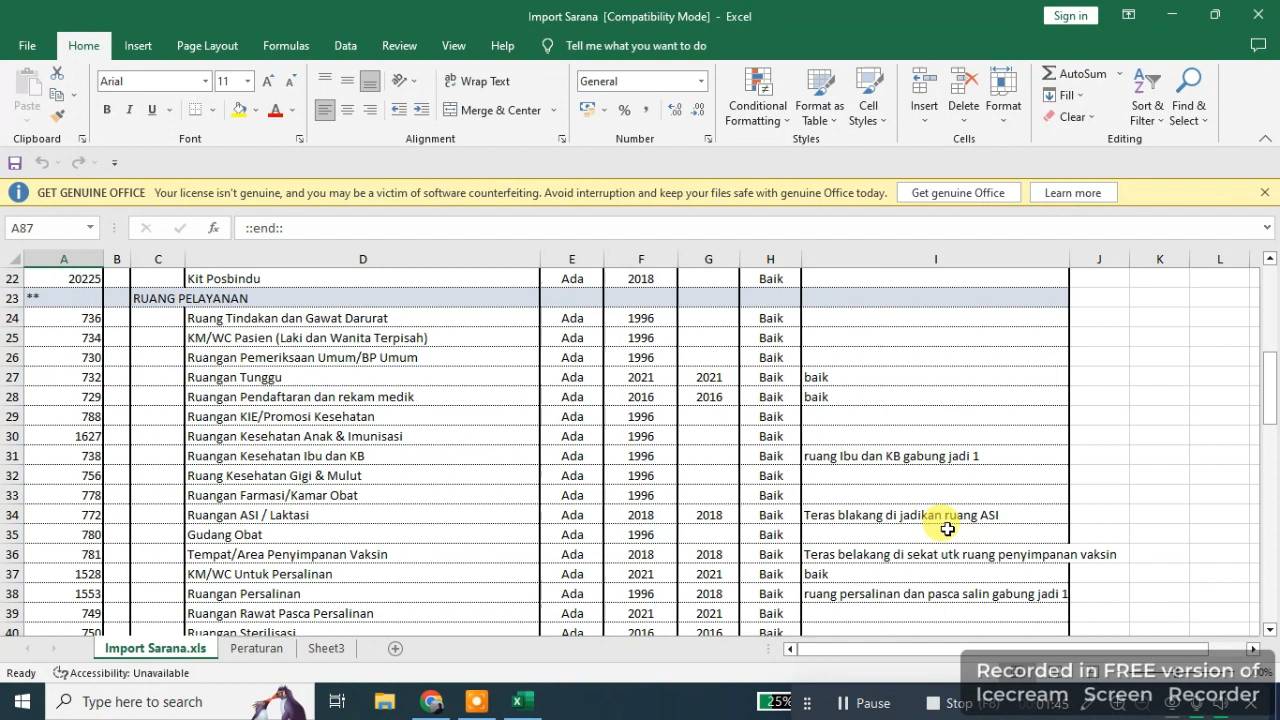 Import Sarana [Compatibility Mode] - Excel
Sign in
File Home Insert Page Layout Formulas Data Review View Help Tell me what you want to do
Paste
Clipboard
Arial 11
B I U
A A
Font
Wrap Text
Merge & Center
Alignment
General
%
Number
Conditional Formatting
Format as Table
Cell Styles
Styles
Insert Delete Format
Cells
AutoSum
Fill
Clear
Sort & Filter
Find & Select
Editing
GET GENUINE OFFICE Your license isn't genuine, and you may be a victim of software counterfeiting. Avoid interruption and keep your files safe with genuine Office today. Get genuine Office Learn more
A87 fx ::end::
A B C D E F G H I J K L
22 20225 Kit Posbindu Ada 2018 Baik
23 ** RUANG PELAYANAN
24 736 Ruang Tindakan dan Gawat Darurat Ada 1996 Baik
25 734 KM/WC Pasien (Laki dan Wanita Terpisah) Ada 1996 Baik
26 730 Ruangan Pemeriksaan Umum/BP Umum Ada 1996 Baik
27 732 Ruangan Tunggu Ada 2021 2021 Baik baik
28 729 Ruangan Pendaftaran dan rekam medik Ada 2016 2016 Baik baik
29 788 Ruangan KIE/Promosi Kesehatan Ada 1996 Baik
30 1627 Ruangan Kesehatan Anak & Imunisasi Ada 1996 Baik
31 738 Ruangan Kesehatan Ibu dan KB Ada 1996 Baik ruang Ibu dan KB gabung jadi 1
32 756 Ruang Kesehatan Gigi & Mulut Ada 1996 Baik
33 778 Ruangan Farmasi/Kamar Obat Ada 1996 Baik
34 772 Ruangan ASI / Laktasi Ada 2018 2018 Baik Teras blakang di jadikan ruang ASI
35 780 Gudang Obat Ada 1996 Baik
36 781 Tempat/Area Penyimpanan Vaksin Ada 2018 2018 Baik Teras belakang di sekat utk ruang penyimpanan vaksin
37 1528 KM/WC Untuk Persalinan Ada 2021 2021 Baik baik
38 1553 Ruangan Persalinan Ada 1996 2018 Baik ruang persalinan dan pasca salin gabung jadi 1
39 749 Ruangan Rawat Pasca Persalinan Ada 2021 2021 Baik
40 750 Ruangan Sterilisasi Ada 2016 2016 Baik
Import Sarana.xls Peraturan Sheet3
Ready Accessibility: Unavailable
Recorded in FREE version of
Icecream Screen Recorder
Type here to search
25%
Pause
Stop (F8)
00:01:45